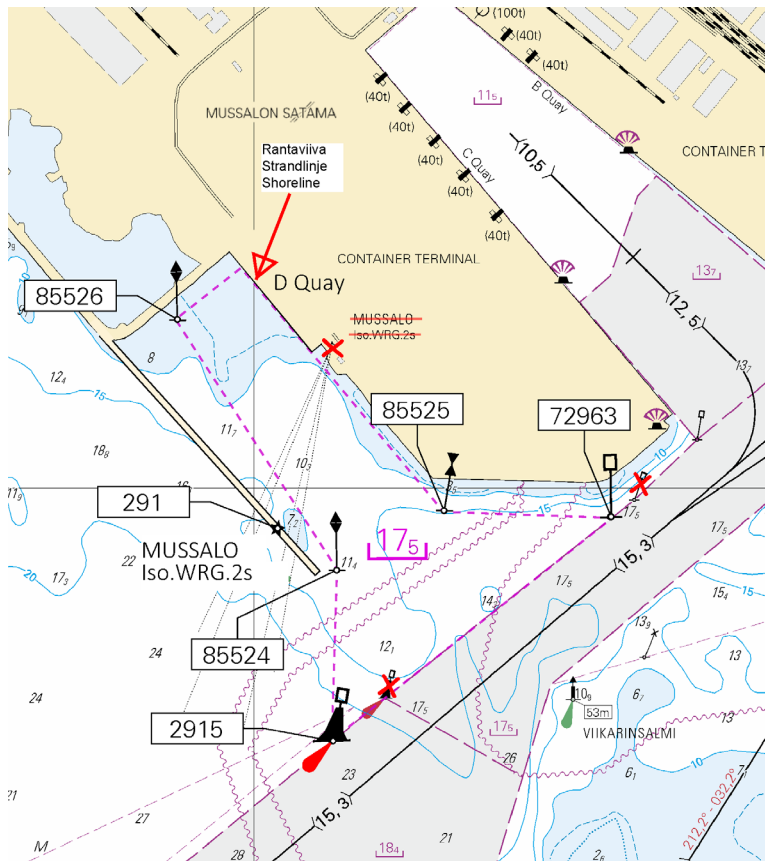 (100t)
(40t)
(40t)
(40t)
(40t)
(40t)
(40t)
(40t)
11₅
B Quay
C Quay
MUSSALON SATAMA
Rantaviiva
Strandlinje
Shoreline
10,5
CONTAINER T
CONTAINER TERMINAL
D Quay
13₇
12,5
85526
MUSSALO
Iso.WRG.2s
8
12₄
15
13₇
85525
72963
11₇
10₃
18₈
10
11₉
15
17₅
291
7₂
17₅
MUSSALO
Iso.WRG.2s
22
20
17₃
11₄
17₅
(15,3)
17₅
14₂
15₄
13₉
24
85524
12₁
13
24
10₉
6₇
53m
2915
17₅
17₅
13
VIIKARINSALMI
26
10
23
6₁
7₁
21
27
(15,3)
212,2° - 032,2°
M
21
18₄
28
2₆